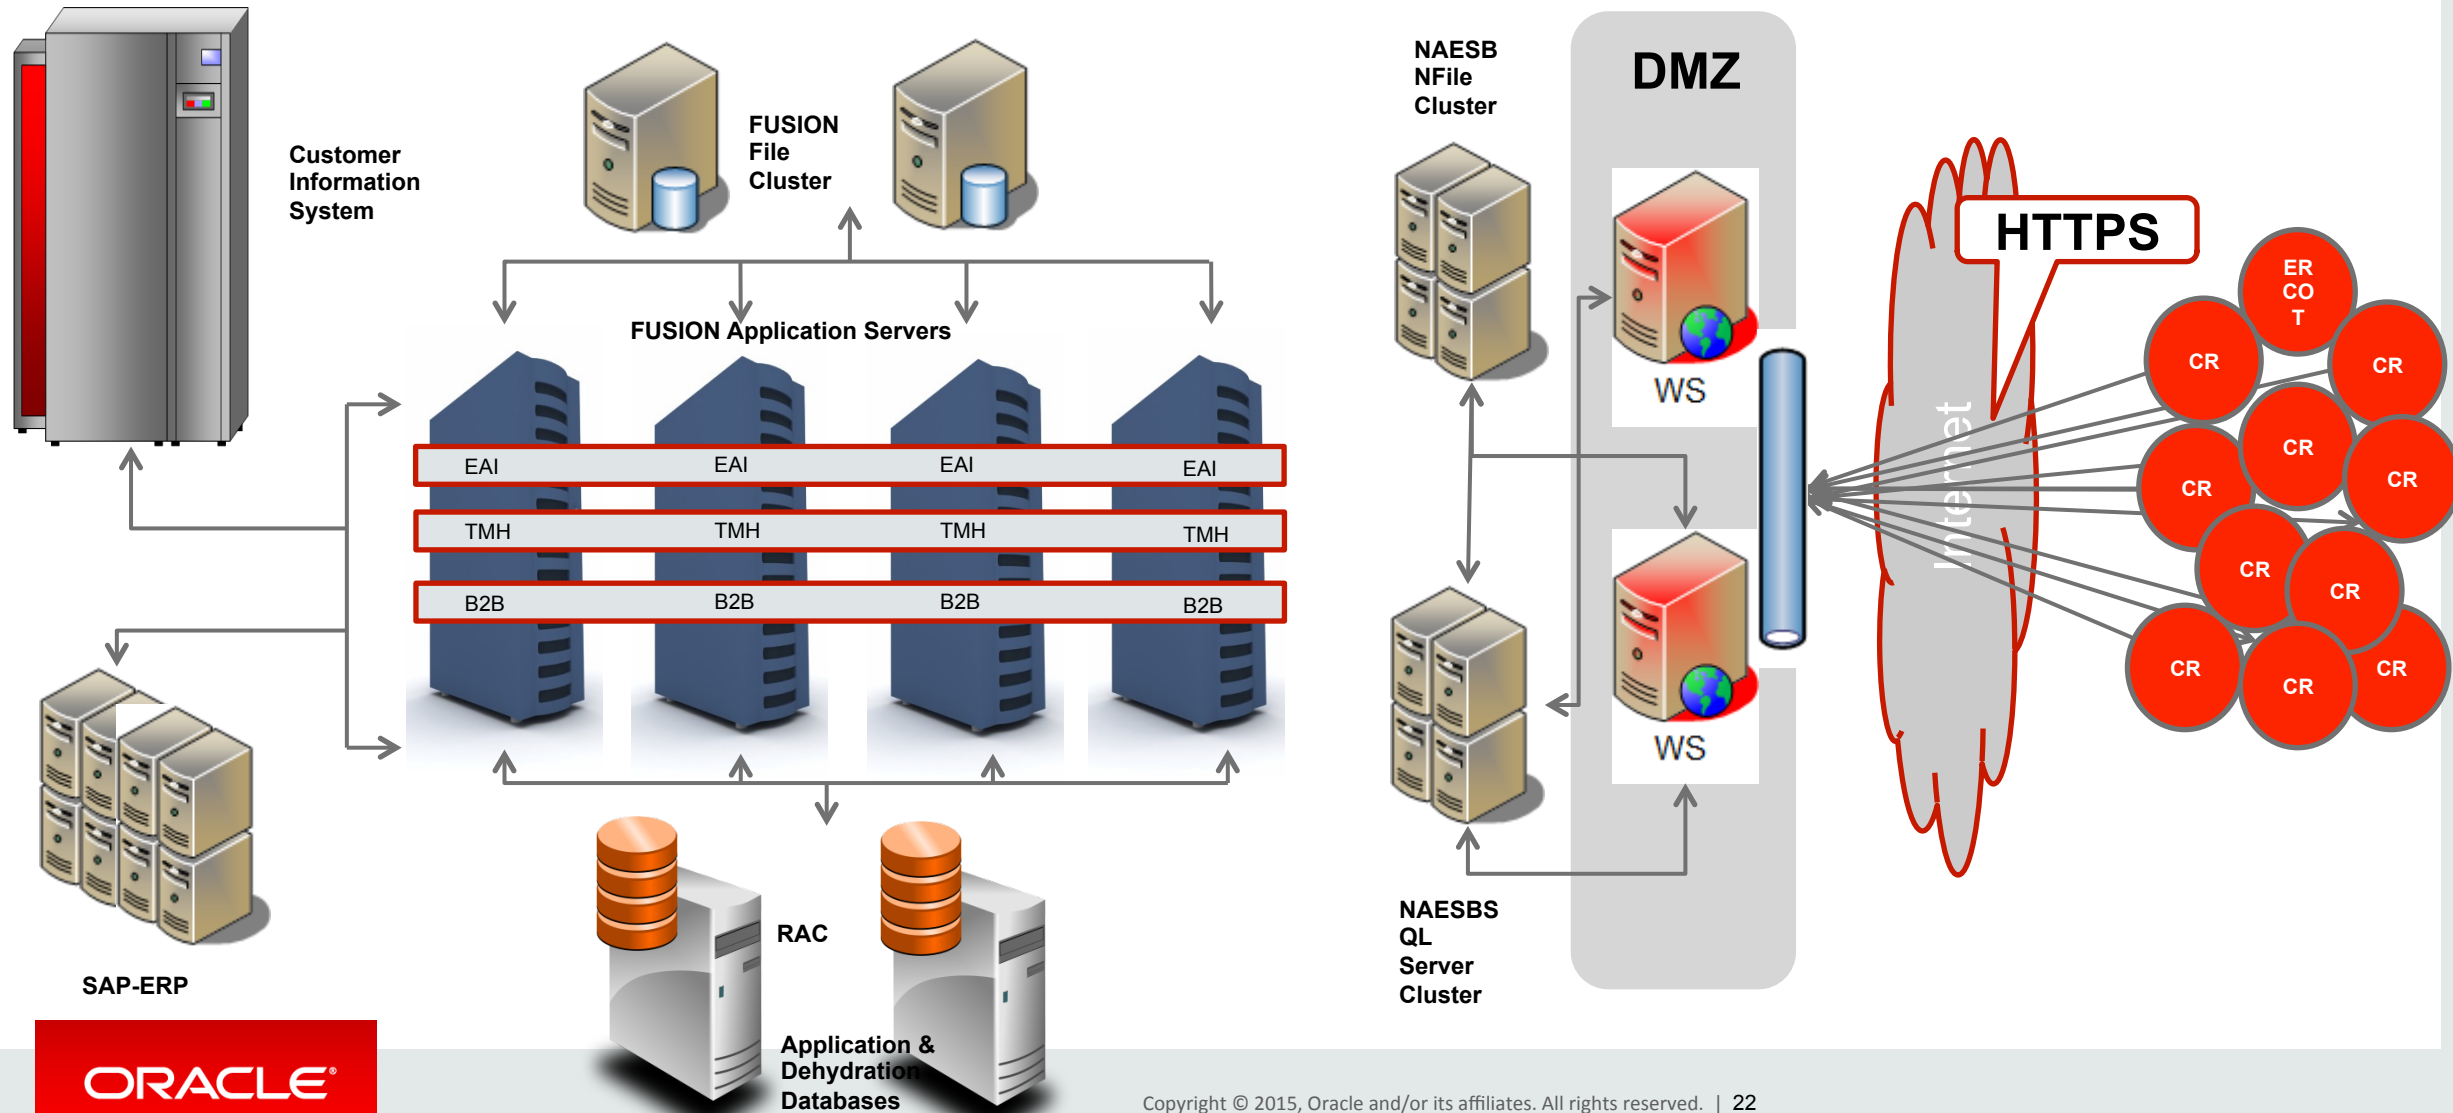 Customer
Information
System
FUSION
File
Cluster
NAESB
NFile
Cluster
DMZ
HTTPS
Internet
WS
WS
ER
CO
T
CR
CR
CR
CR
CR
CR
CR
CR
CR
CR
FUSION Application Servers
EAI EAI EAI EAI
TMH TMH TMH TMH
B2B B2B B2B B2B
SAP-ERP
RAC
Application &
Dehydration
Databases
NAESBS
QL
Server
Cluster
ORACLE®
Copyright © 2015, Oracle and/or its affiliates. All rights reserved. | 22